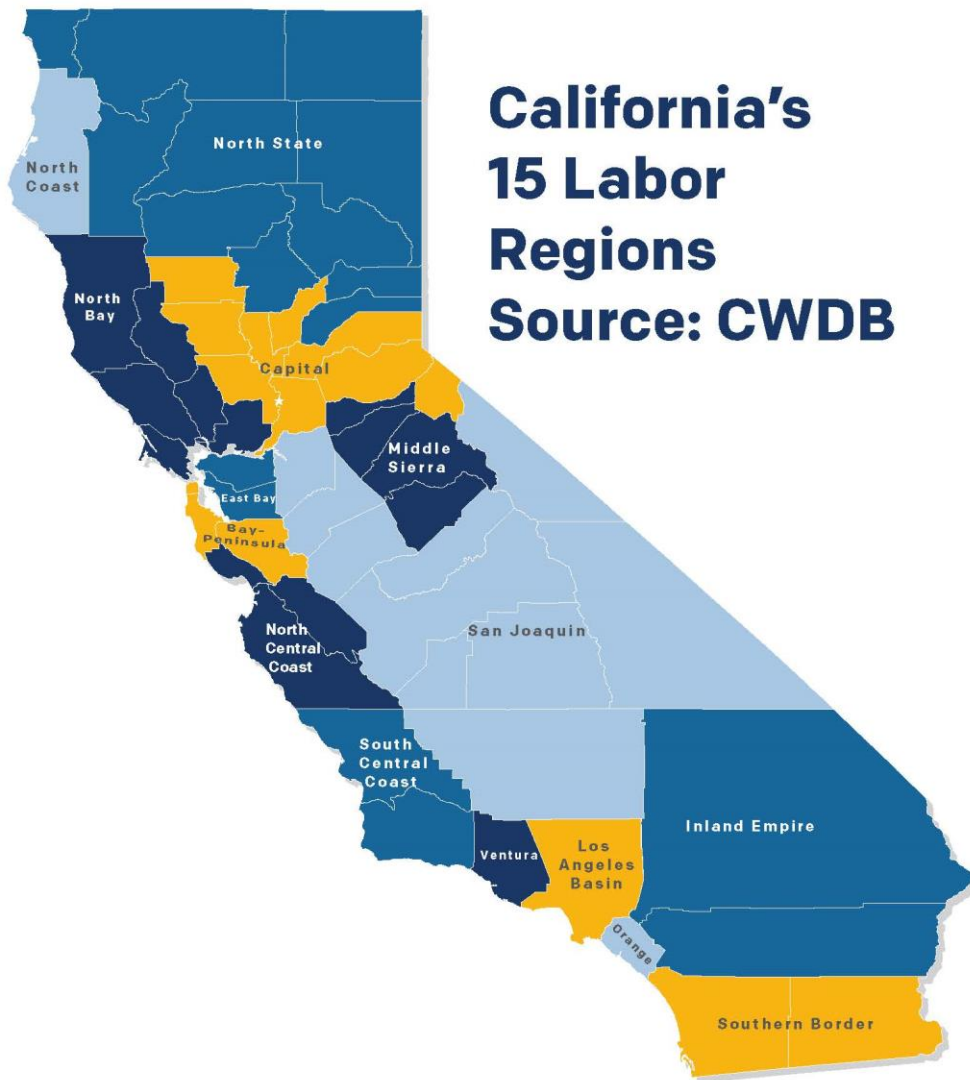 California's
15 Labor
Regions
Source: CWDB
North State
North
Coast
North
Bay
Capital
Middle
Sierra
East Bay
Bay-
Peninsula
North
Central
Coast
San Joaquin
South
Central
Coast
Inland Empire
Ventura
Los
Angeles
Basin
Orange
Southern Border